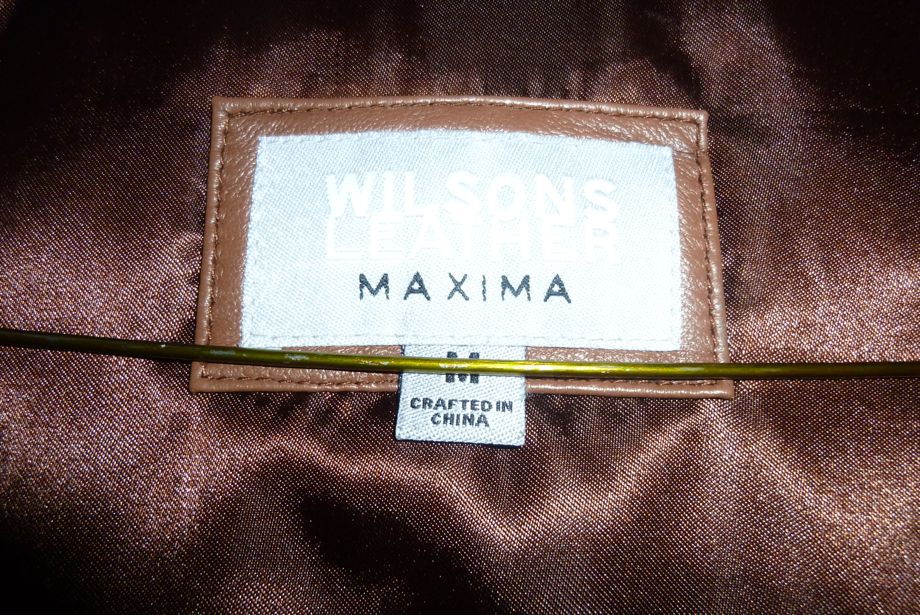 WILSONS
LEATHER
MAXIMA
M
CRAFTED IN
CHINA